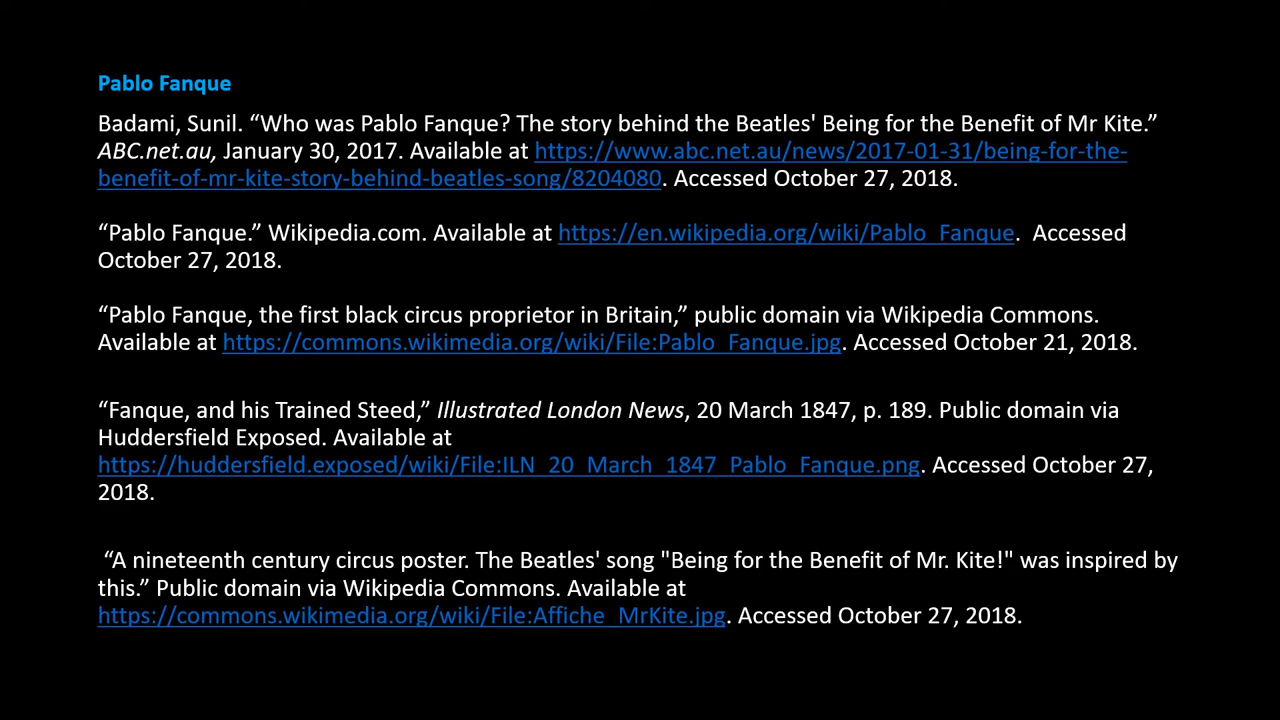 Pablo Fanque
Badami, Sunil. “Who was Pablo Fanque? The story behind the Beatles' Being for the Benefit of Mr Kite.”
ABC.net.au, January 30, 2017. Available at https://www.abc.net.au/news/2017-01-31/being-for-the-
benefit-of-mr-kite-story-behind-beatles-song/8204080. Accessed October 27, 2018.
“Pablo Fanque.” Wikipedia.com. Available at https://en.wikipedia.org/wiki/Pablo_Fanque.  Accessed
October 27, 2018.
“Pablo Fanque, the first black circus proprietor in Britain,” public domain via Wikipedia Commons.
Available at https://commons.wikimedia.org/wiki/File:Pablo_Fanque.jpg. Accessed October 21, 2018.
“Fanque, and his Trained Steed,” Illustrated London News, 20 March 1847, p. 189. Public domain via
Huddersfield Exposed. Available at
https://huddersfield.exposed/wiki/File:ILN_20_March_1847_Pablo_Fanque.png. Accessed October 27,
2018.
“A nineteenth century circus poster. The Beatles' song "Being for the Benefit of Mr. Kite!" was inspired by
this.” Public domain via Wikipedia Commons. Available at
https://commons.wikimedia.org/wiki/File:Affiche_MrKite.jpg. Accessed October 27, 2018.